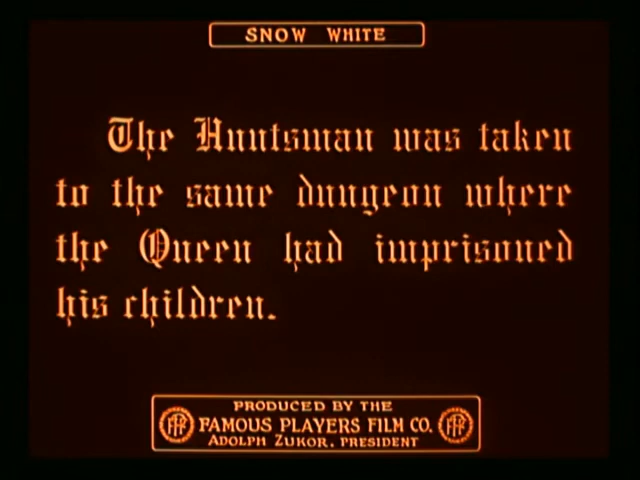 SNOW WHITE
The Huntsman was taken
to the same dungeon where
the Queen had imprisoned
his children.
PRODUCED BY THE
FAMOUS PLAYERS FILM CO.
ADOLPH ZUKOR, PRESIDENT